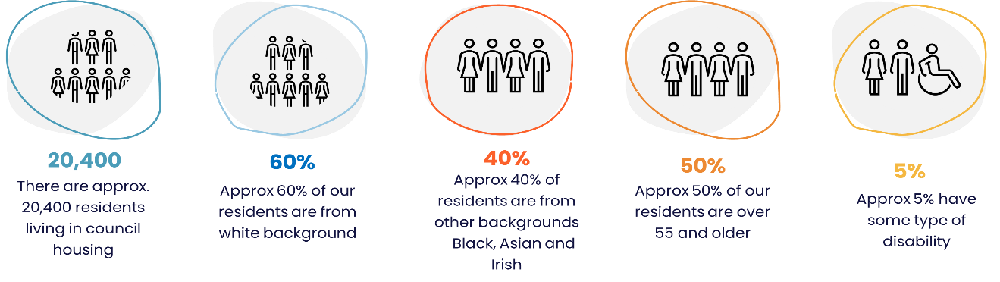 20,400
There are approx.
20,400 residents
living in council
housing
60%
Approx 60% of our
residents are from
white background
40%
Approx 40% of
residents are from
other backgrounds
– Black, Asian and
Irish
50%
Approx 50% of our
residents are over
55 and older
5%
Approx 5% have
some type of
disability